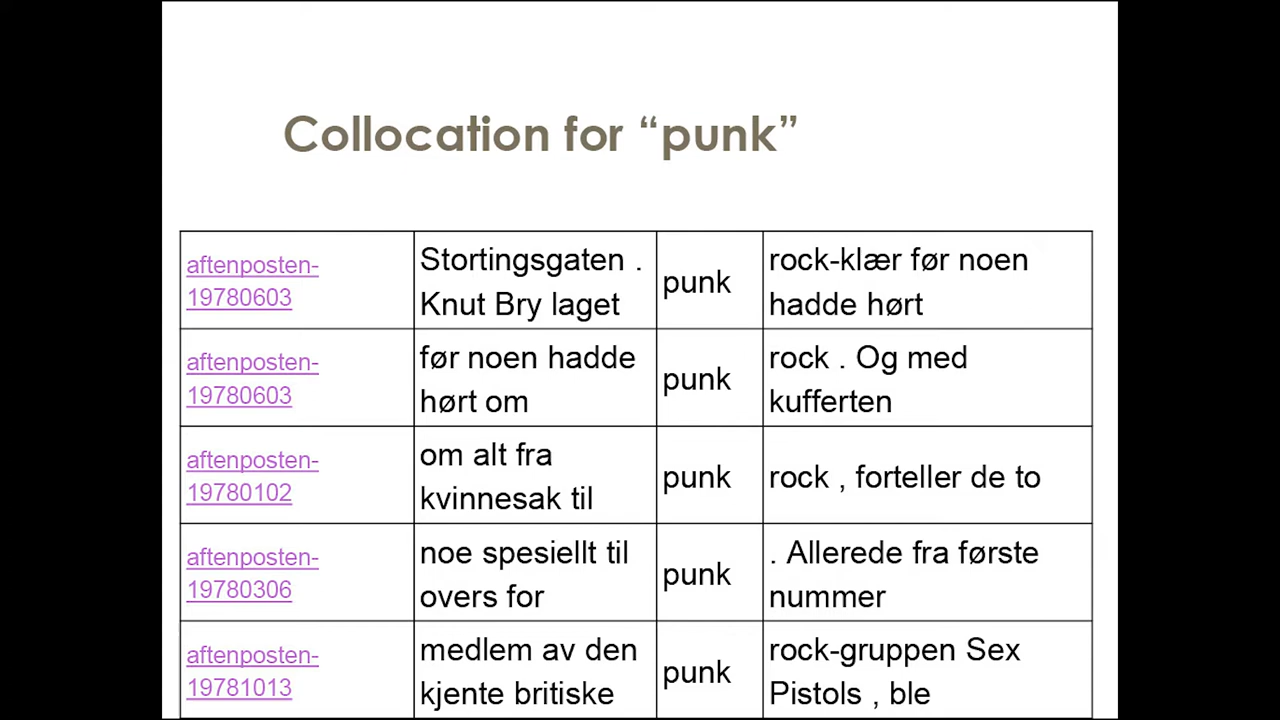 Collocation for “punk”
aftenposten-
19780603
Stortingsgaten .
Knut Bry laget
punk
rock-klær før noen
hadde hørt
aftenposten-
19780603
før noen hadde
hørt om
punk
rock . Og med
kufferten
aftenposten-
19780102
om alt fra
kvinnesak til
punk
rock , forteller de to
aftenposten-
19780306
noe spesiellt til
overs for
punk
. Allerede fra første
nummer
aftenposten-
19781013
medlem av den
kjente britiske
punk
rock-gruppen Sex
Pistols , ble